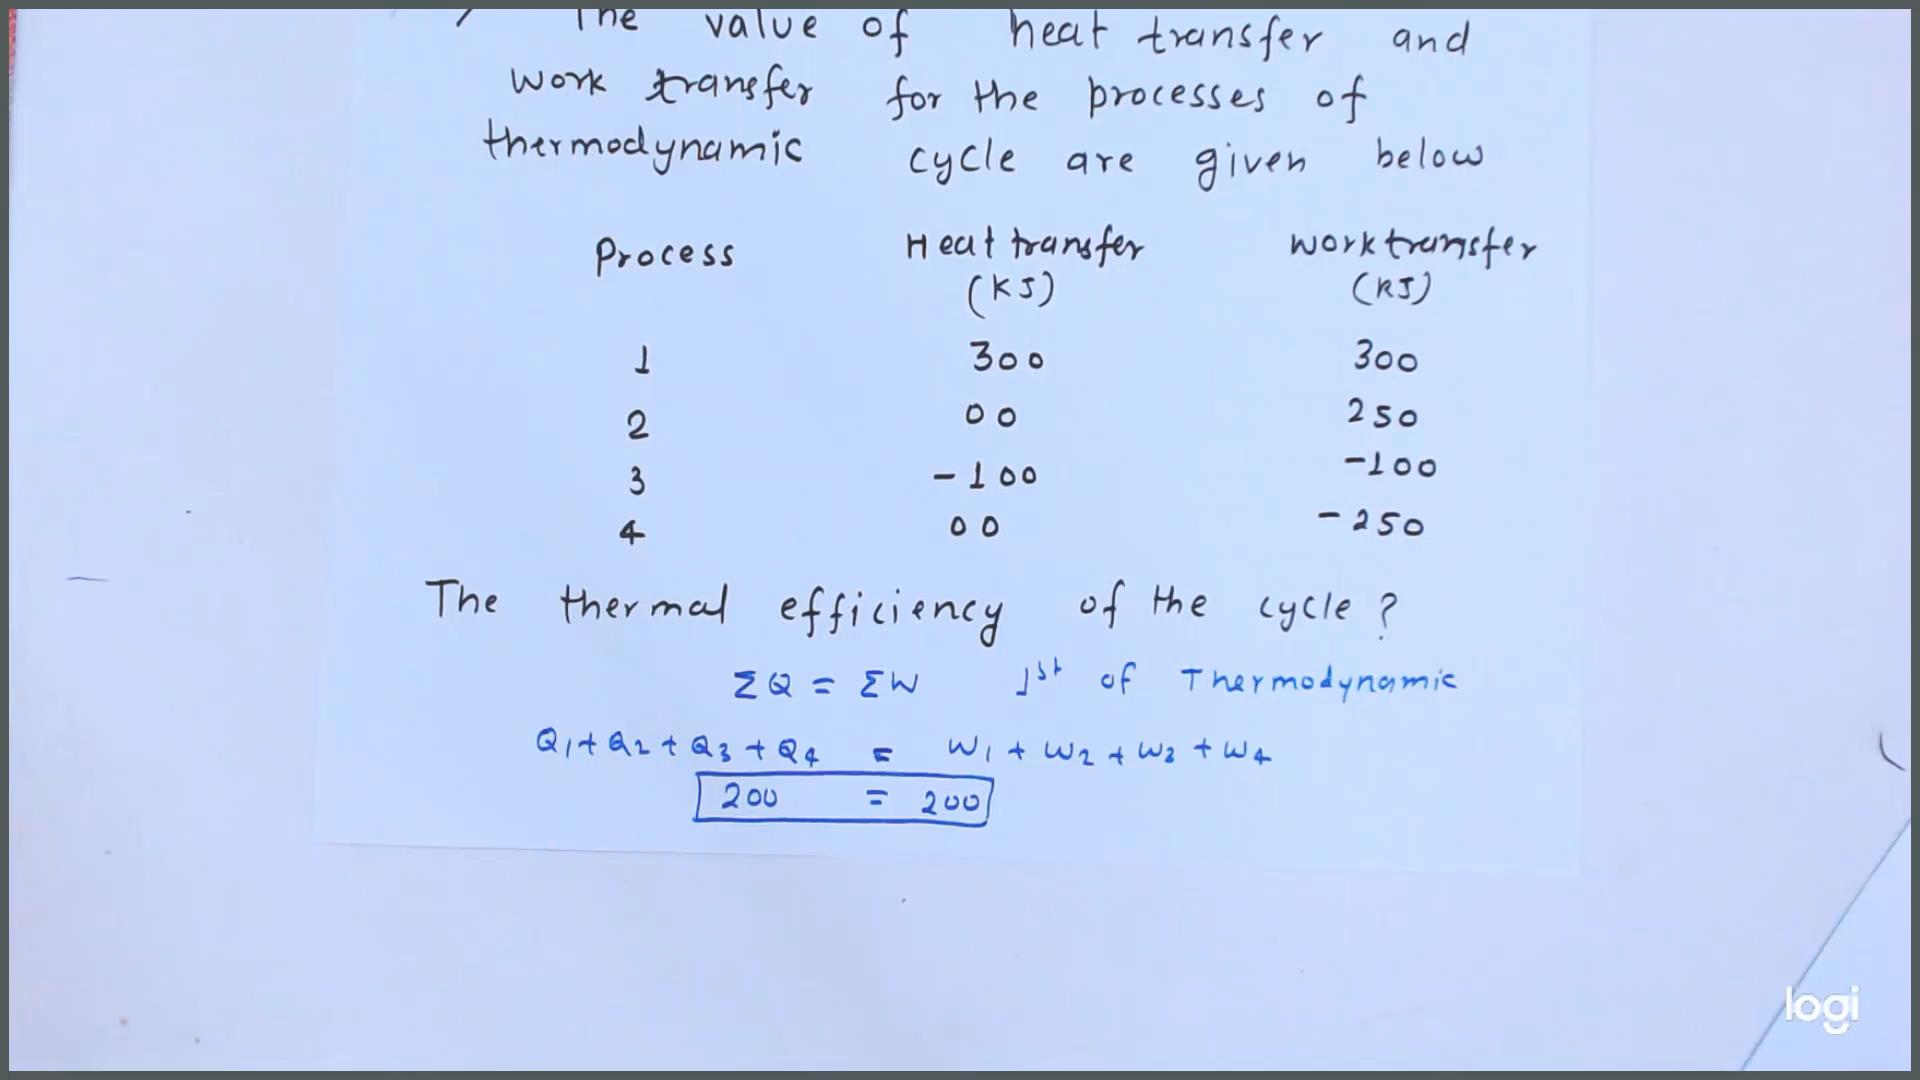 The value of heat transfer and
work transfer for the processes of
thermodynamic cycle are given below
Process Heat transfer work transfer
(KJ) (KJ)
1 300 300
2 00 250
3 -100 -100
4 00 -250
The thermal efficiency of the cycle?
ΣQ = ΣW 1st of Thermodynamic
Q1+Q2+Q3+Q4 = W1+W2+W3+W4
200 = 200
logi